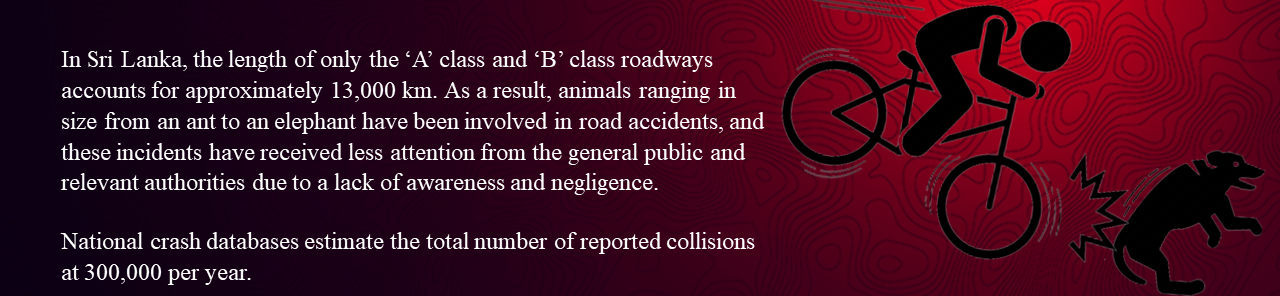 In Sri Lanka, the length of only the ‘A’ class and ‘B’ class roadways
accounts for approximately 13,000 km. As a result, animals ranging in
size from an ant to an elephant have been involved in road accidents, and
these incidents have received less attention from the general public and
relevant authorities due to a lack of awareness and negligence.
National crash databases estimate the total number of reported collisions
at 300,000 per year.